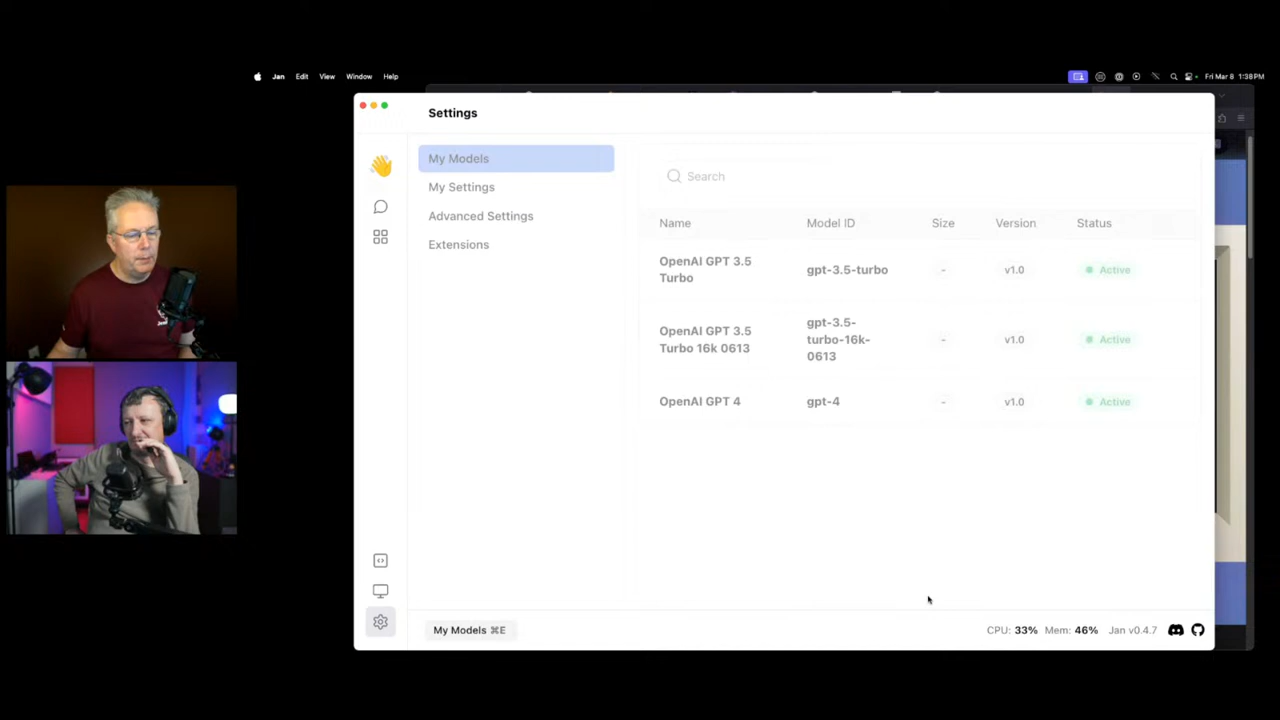 Jan Edit View Window Help
Fri Mar 8 1:38PM
Settings
My Models
My Settings
Advanced Settings
Extensions
Search
Name Model ID Size Version Status
OpenAI GPT 3.5
Turbo
gpt-3.5-turbo - v1.0 Active
OpenAI GPT 3.5
Turbo 16k 0613
gpt-3.5-
turbo-16k-
0613
- v1.0 Active
OpenAI GPT 4 gpt-4 - v1.0 Active
My Models ⌘E
CPU: 33% Mem: 46% Jan v0.4.7